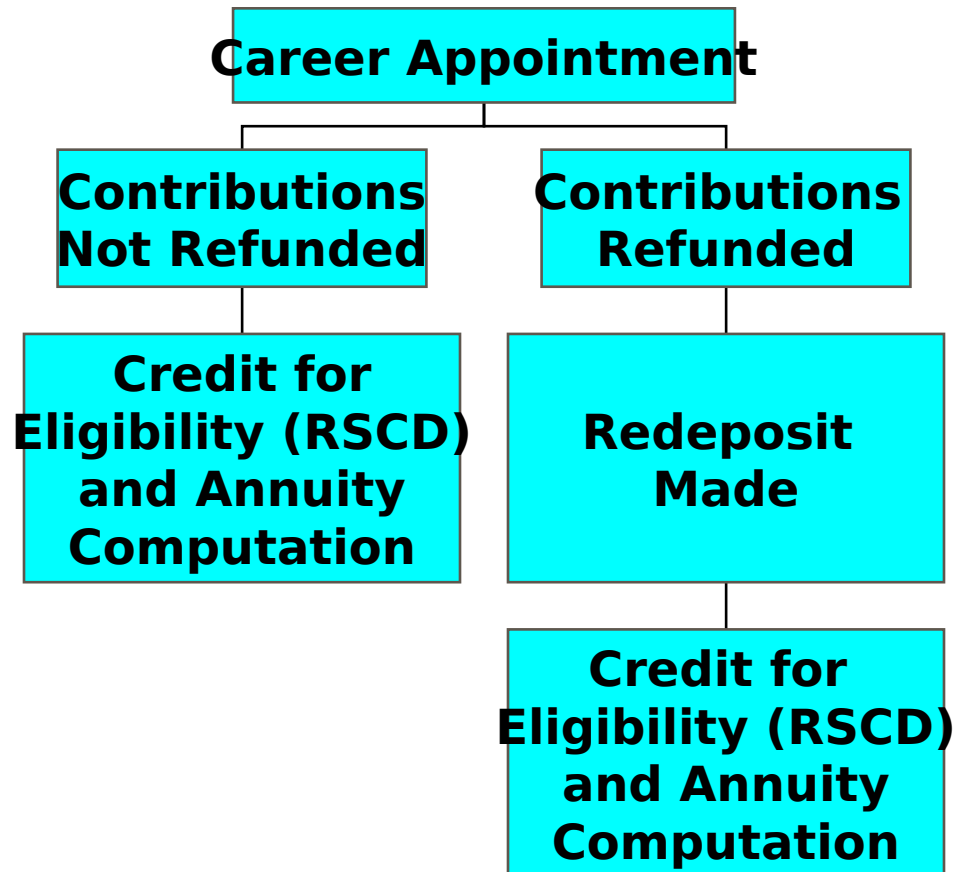 Career Appointment
Contributions
Not Refunded
Contributions
Refunded
Credit for
Eligibility (RSCD)
and Annuity
Computation
Redeposit
Made
Credit for
Eligibility (RSCD)
and Annuity
Computation